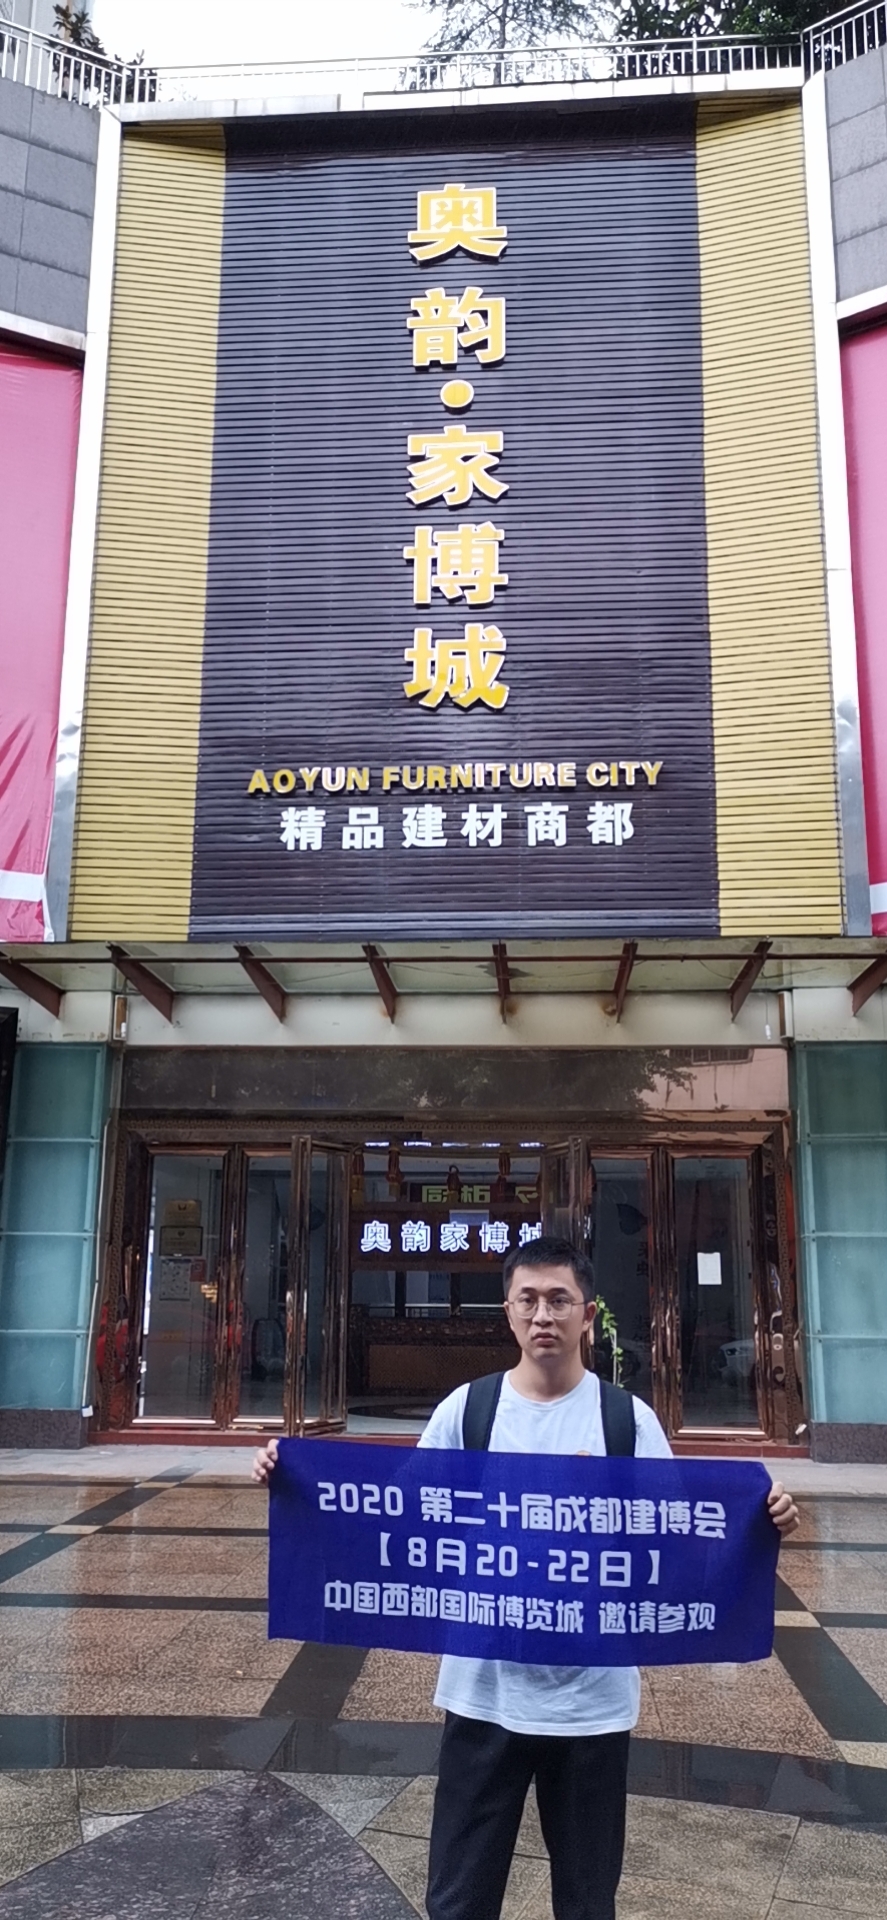 奥韵·家博城
AOYUN FURNITURE CITY
精品建材商都
奥韵家博城
2020 第二十届成都建博会
【8月20-22日】
中国西部国际博览城 邀请参观